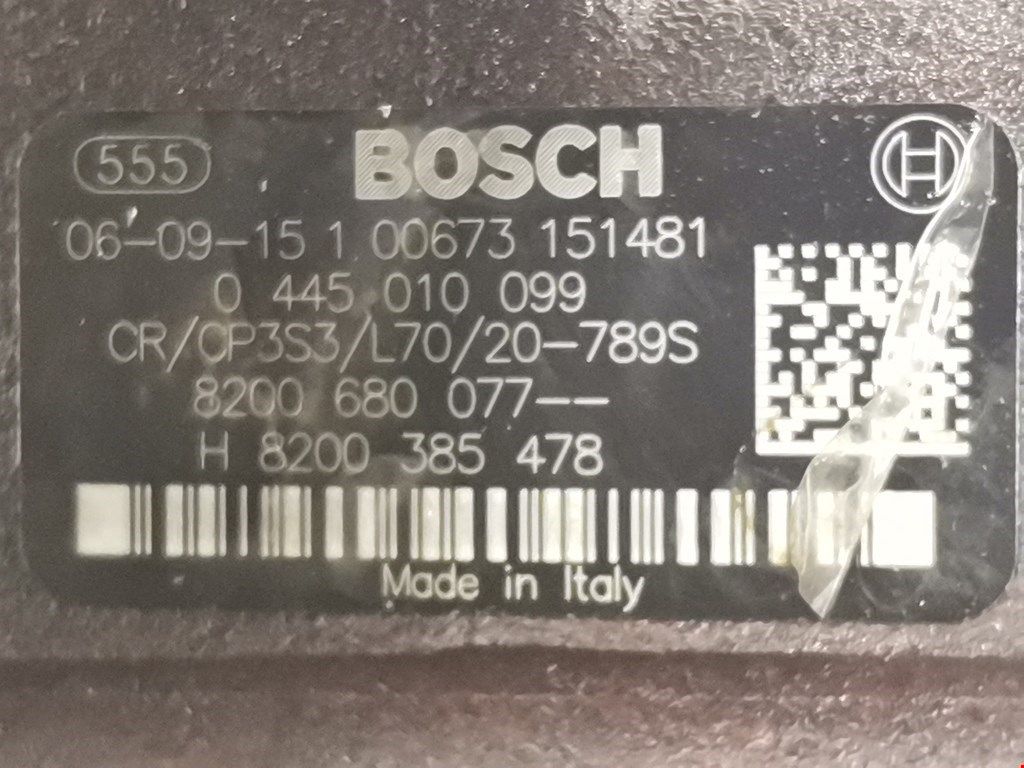 555 BOSCH
06-09-15 1 00673 151481
0 445 010 099
CR/CP3S3/L70/20-789S
8200 680 077--
H 8200 385 478
Made in Italy